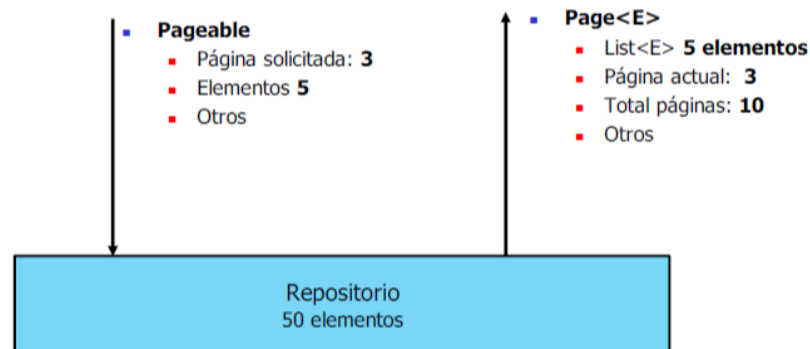 Pageable
Página solicitada: 3
Elementos 5
Otros
Page<E>
List<E> 5 elementos
Página actual: 3
Total páginas: 10
Otros
Repositorio
50 elementos